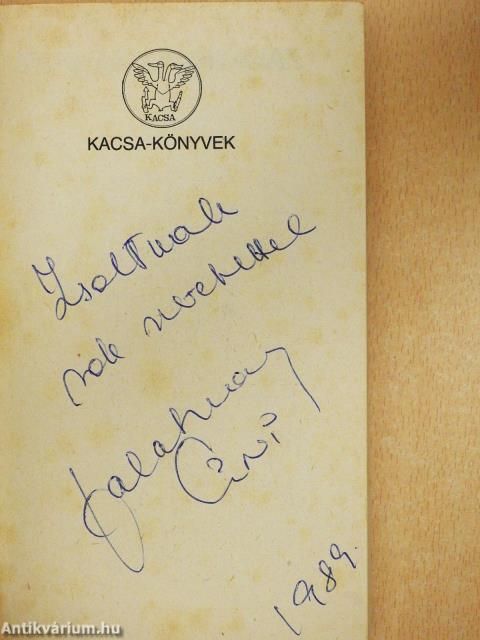 KACSA
KACSA-KÖNYVEK
Zsoltnak
sok szeretettel
1989.
Antikvárium.hu